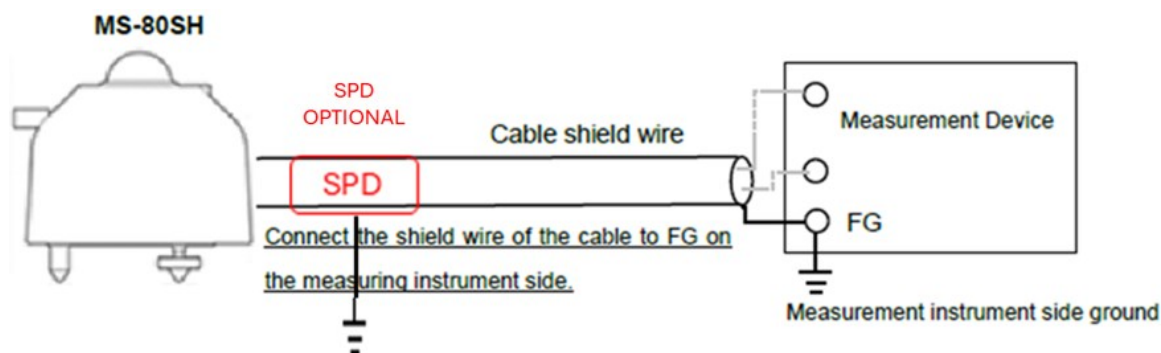 MS-80SH
SPD
OPTIONAL
Cable shield wire
Measurement Device
SPD
FG
Connect the shield wire of the cable to FG on
the measuring instrument side.
Measurement instrument side ground